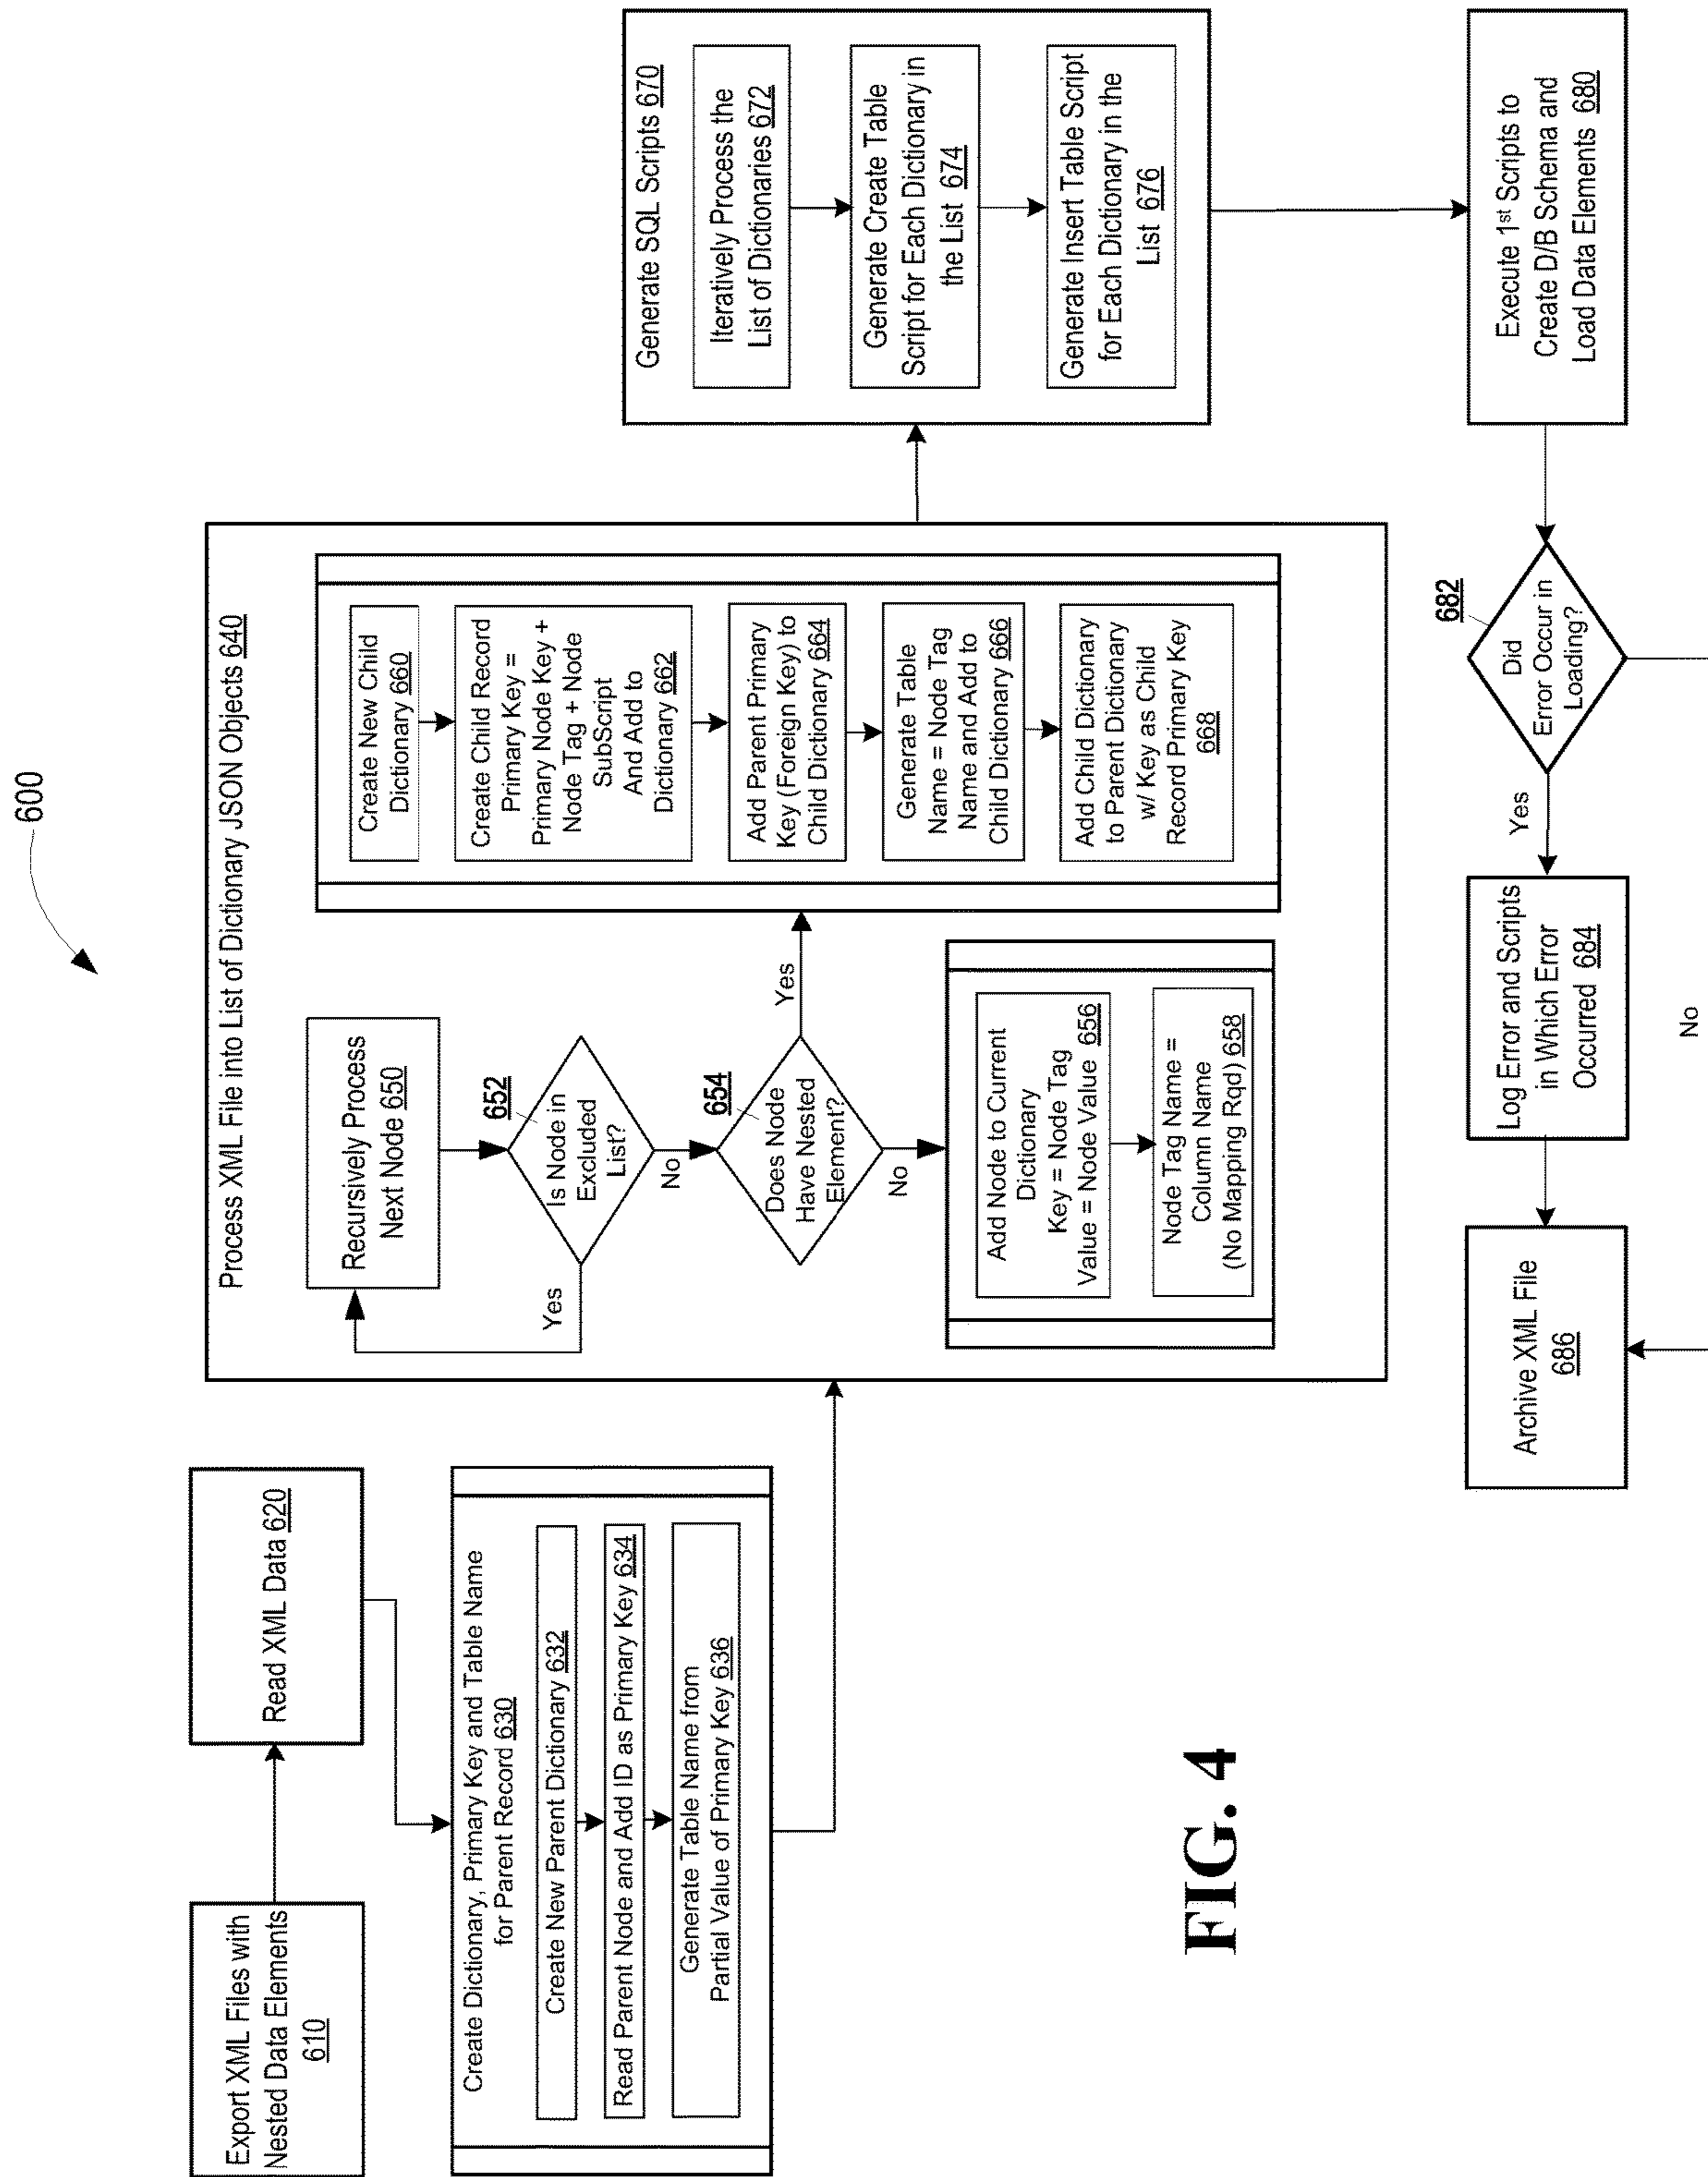 600
Export XML Files with
Nested Data Elements
610
Read XML Data 620
Create Dictionary, Primary Key and Table Name
for Parent Record 630
Create New Parent Dictionary 632
Read Parent Node and Add ID as Primary Key 634
Generate Table Name from
Partial Value of Primary Key 636
Process XML File into List of Dictionary JSON Objects 640
Recursively Process
Next Node 650
652
Is Node in
Excluded
List?
Yes
No
654
Does Node
Have Nested
Element?
Yes
No
Add Node to Current
Dictionary
Key = Node Tag
Value = Node Value 656
Node Tag Name =
Column Name
(No Mapping Rqd) 658
Create New Child
Dictionary 660
Create Child Record
Primary Key =
Primary Node Key +
Node Tag + Node
SubScript
And Add to
Dictionary 662
Add Parent Primary
Key (Foreign Key) to
Child Dictionary 664
Generate Table
Name = Node Tag
Name and Add to
Child Dictionary 666
Add Child Dictionary
to Parent Dictionary
w/ Key as Child
Record Primary Key
668
Generate SQL Scripts 670
Iteratively Process the
List of Dictionaries 672
Generate Create Table
Script for Each Dictionary in
the List 674
Generate Insert Table Script
for Each Dictionary in the
List 676
Execute 1st Scripts to
Create D/B Schema and
Load Data Elements 680
682
Did
Error Occur in
Loading?
Yes
No
Log Error and Scripts
in Which Error
Occurred 684
Archive XML File
686
FIG. 4